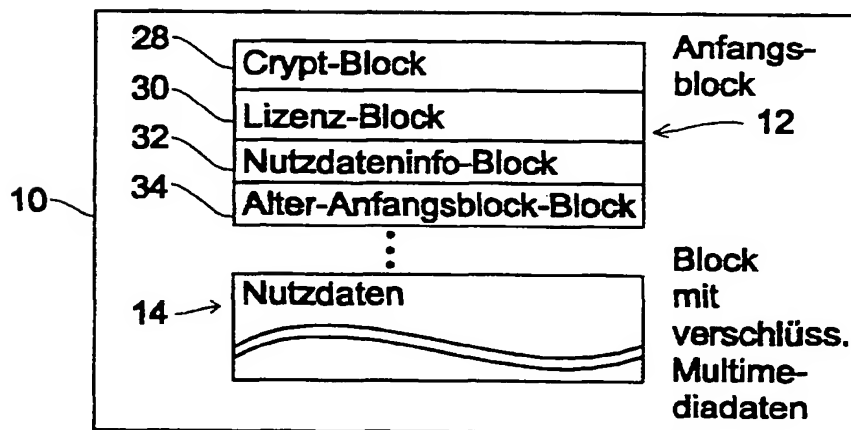 28
Crypt-Block
30
Lizenz-Block
32
Nutzdateninfo-Block
34
Alter-Anfangsblock-Block
10
Anfangs-
block
12
14
Nutzdaten
Block
mit
verschlüss.
Multime-
diadaten